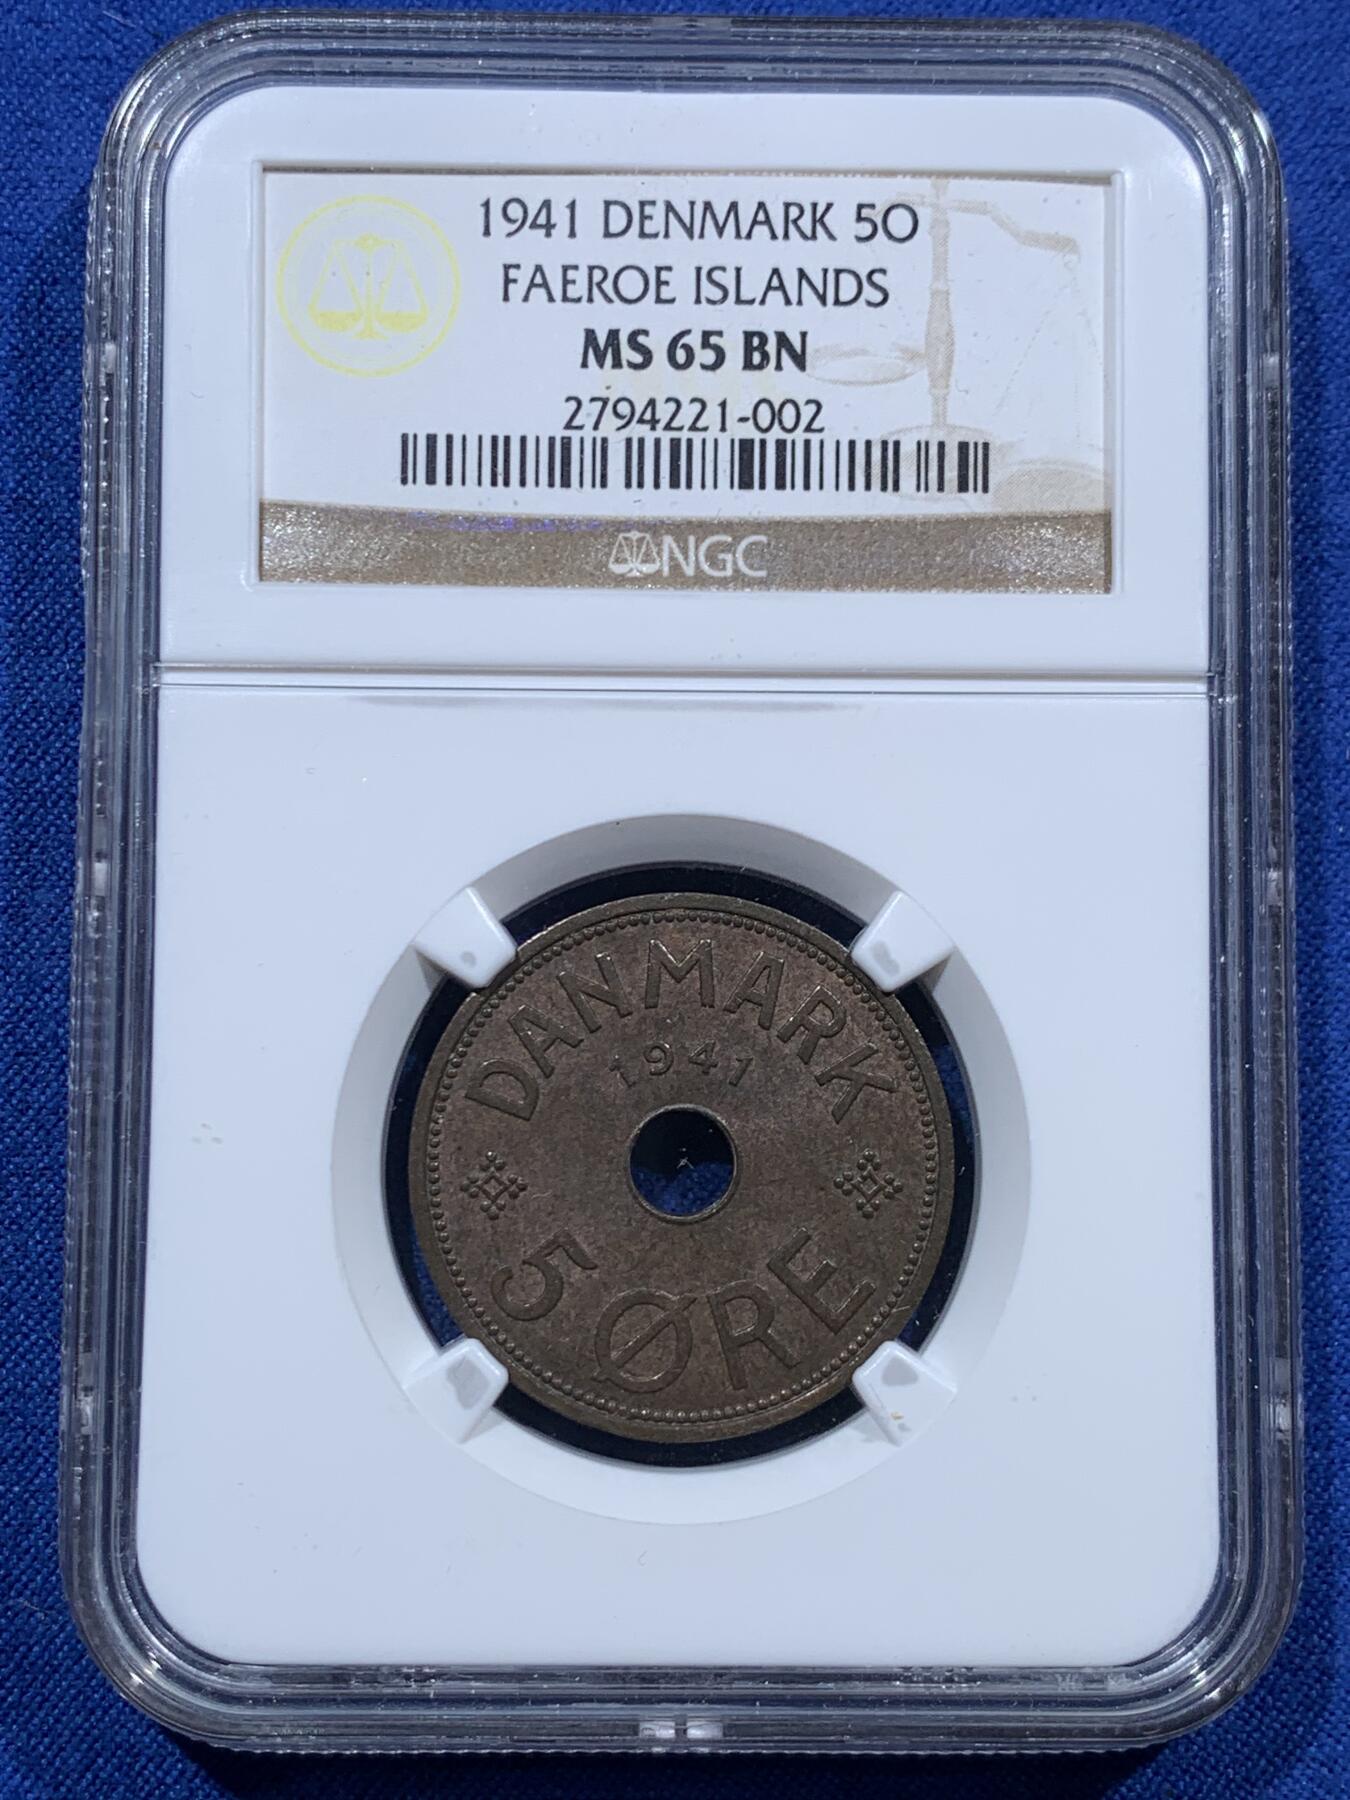 1941 DENMARK 5O
FAEROE ISLANDS
MS 65 BN
2794221-002
NGC
DANMARK
1941
5 ØRE